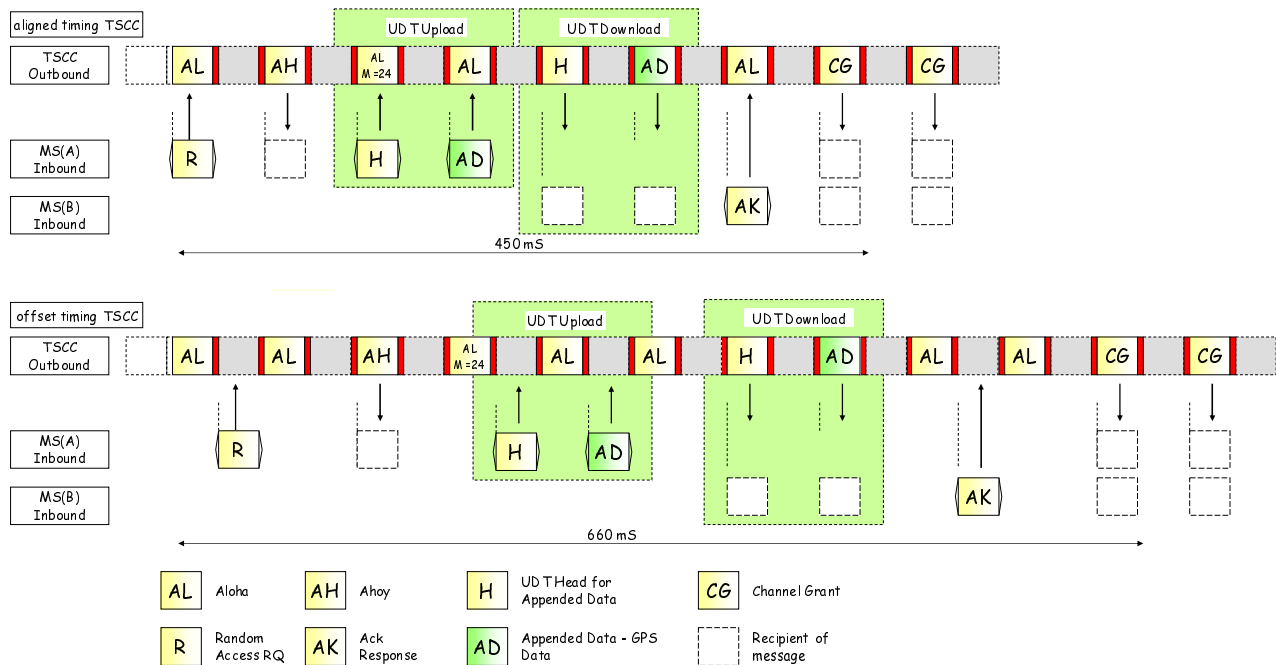 aligned timing TSCC
UDT Upload
UDT Download
TSCC
Outbound
AL
AH
AL
M =24
AL
H
AD
AL
CG
CG
MS(A)
Inbound
R
H
AD
MS(B)
Inbound
AK
450 mS
offset timing TSCC
UDT Upload
UDT Download
TSCC
Outbound
AL
AL
AH
AL
M =24
AL
AL
H
AD
AL
AL
CG
CG
MS(A)
Inbound
R
H
AD
MS(B)
Inbound
AK
660 mS
AL
Aloha
AH
Ahoy
H
UDT Head for
Appended Data
CG
Channel Grant
R
Random
Access RQ
AK
Ack
Response
AD
Appended Data - GPS
Data
Recipient of
message